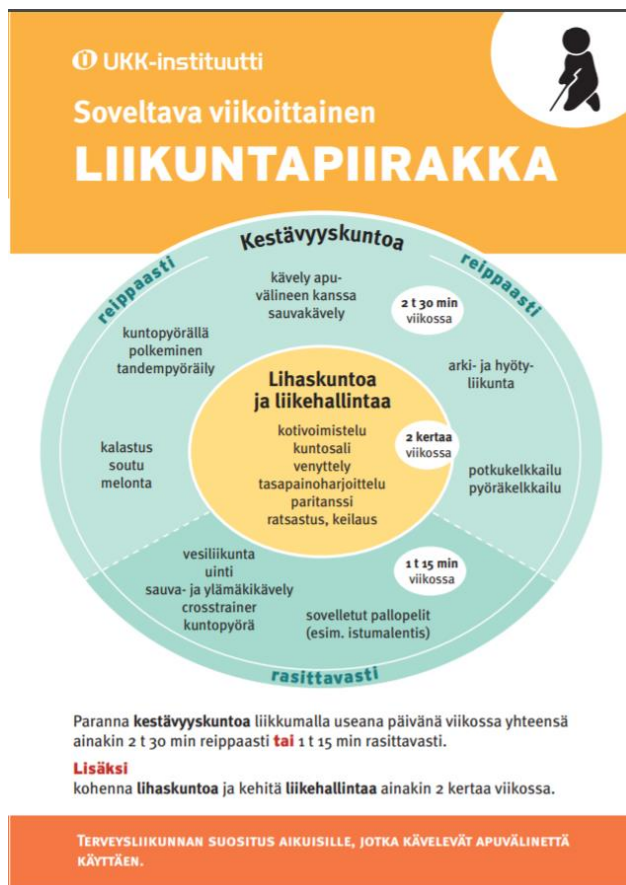 UKK-instituutti
Soveltava viikoittainen
LIIKUNTAPIIRAKKA
Kestävyyskuntoa
reippaasti
reippaasti
kävely apu-
välineen kanssa
sauvakävely
2 t 30 min
viikossa
kuntopyörällä
polkeminen
tandempyöräily
arki- ja hyöty-
liikunta
kalastus
soutu
melonta
Lihaskuntoa
ja liikehallintaa
kotivoimistelu
kuntosali
venyttely
tasapainoharjoittelu
paritanssi
ratsastus, keilaus
2 kertaa
viikossa
potkukelkkailu
pyöräkelkkailu
vesiliikunta
uinti
sauva- ja ylämäkikävely
crosstrainer
kuntopyörä
1 t 15 min
viikossa
sovelletut pallopelit
(esim. istumalentis)
rasittavasti
Paranna kestävyyskuntoa liikkumalla useana päivänä viikossa yhteensä
ainakin 2 t 30 min reippaasti tai 1 t 15 min rasittavasti.
Lisäksi
kohenna lihaskuntoa ja kehitä liikehallintaa ainakin 2 kertaa viikossa.
TERVEYSLIIKUNNAN SUOSITUS AIKUISILLE, JOTKA KÄVELEVÄT APUVÄLINETTÄ
KÄYTTÄEN.